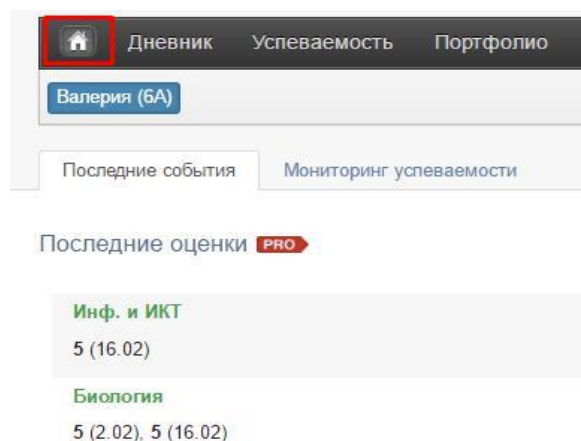 Дневник Успеваемость Портфолио
Валерия (6А)
Последние события Мониторинг успеваемости
Последние оценки PRO
Инф. и ИКТ
5 (16.02)
Биология
5 (2.02), 5 (16.02)